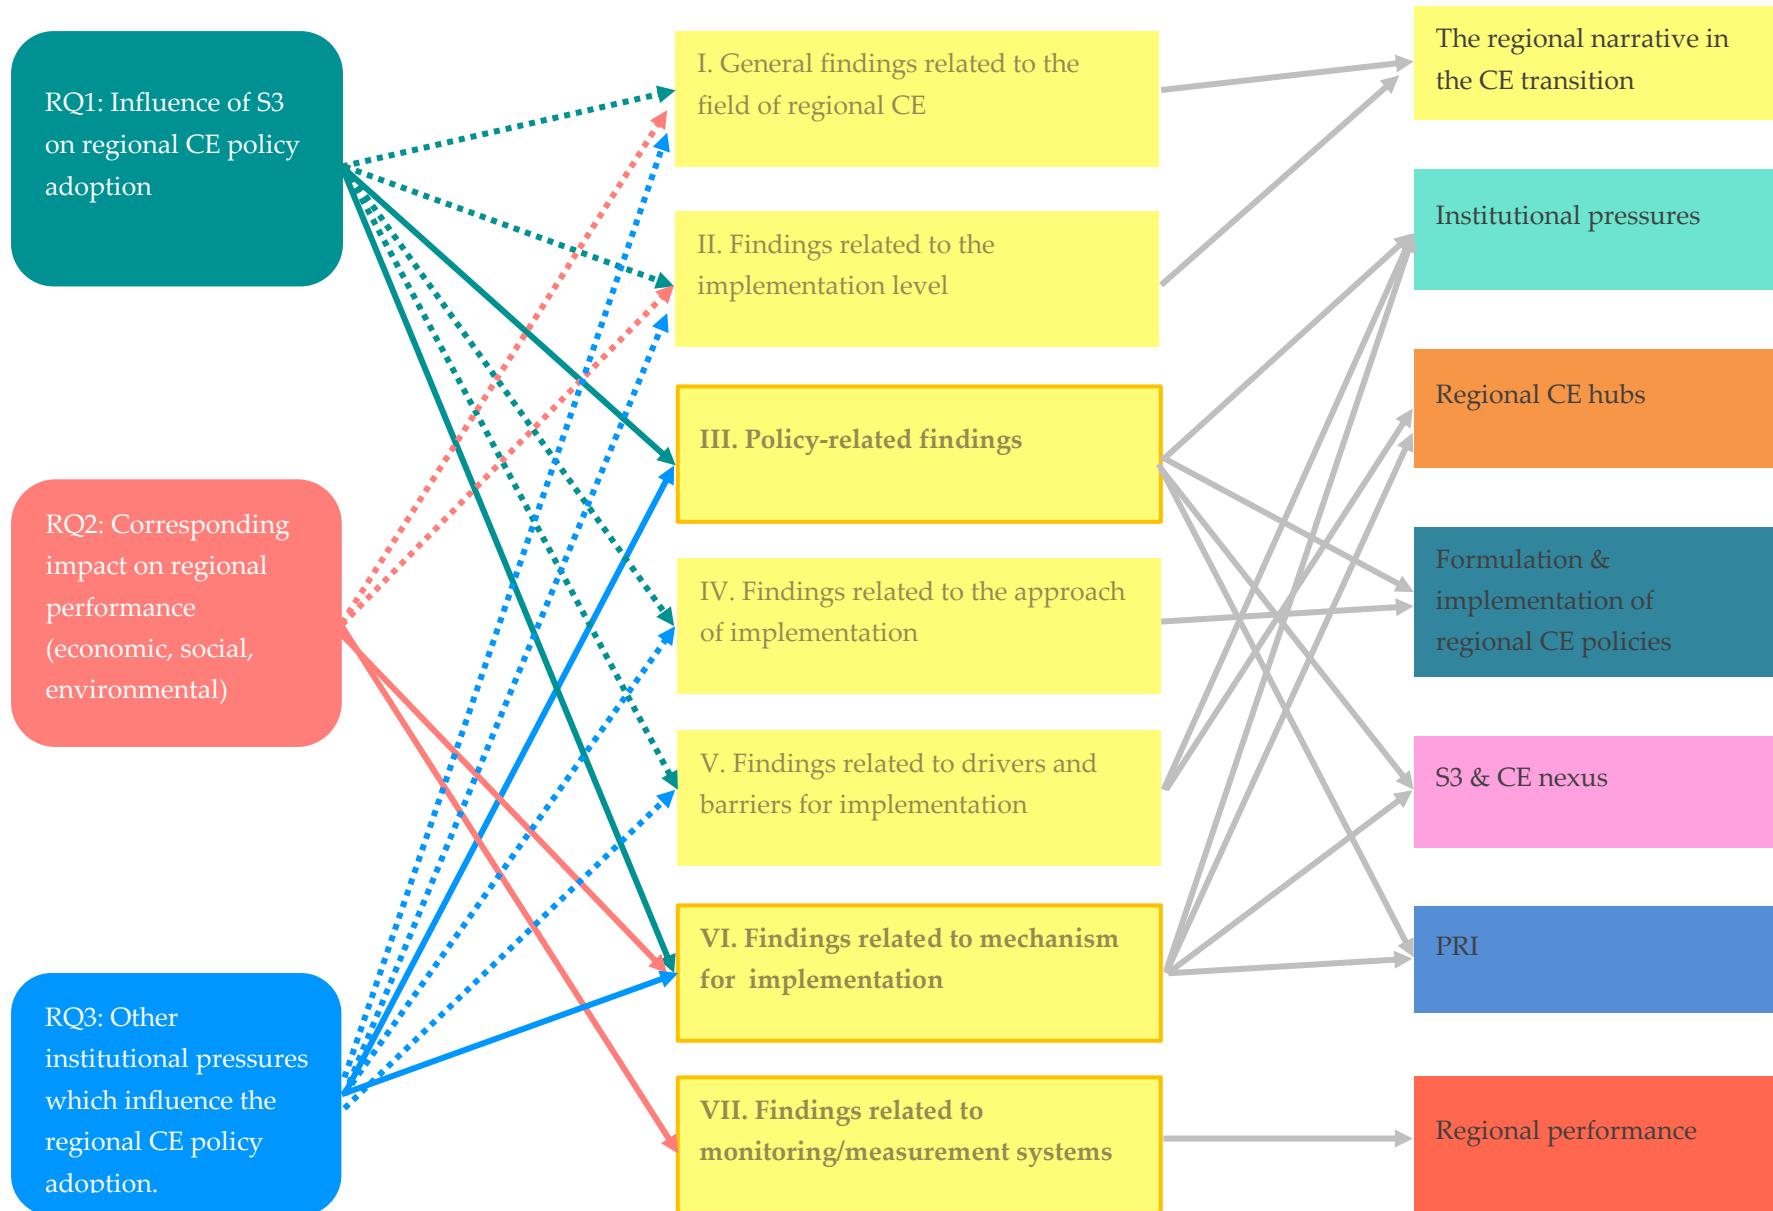 RQ1: Influence of S3
on regional CE policy
adoption
RQ2: Corresponding
impact on regional
performance
(economic, social,
environmental)
RQ3: Other
institutional pressures
which influence the
regional CE policy
adoption.
I. General findings related to the
field of regional CE
II. Findings related to the
implementation level
III. Policy-related findings
IV. Findings related to the approach
of implementation
V. Findings related to drivers and
barriers for implementation
VI. Findings related to mechanism
for implementation
VII. Findings related to
monitoring/measurement systems
The regional narrative in
the CE transition
Institutional pressures
Regional CE hubs
Formulation &
implementation of
regional CE policies
S3 & CE nexus
PRI
Regional performance